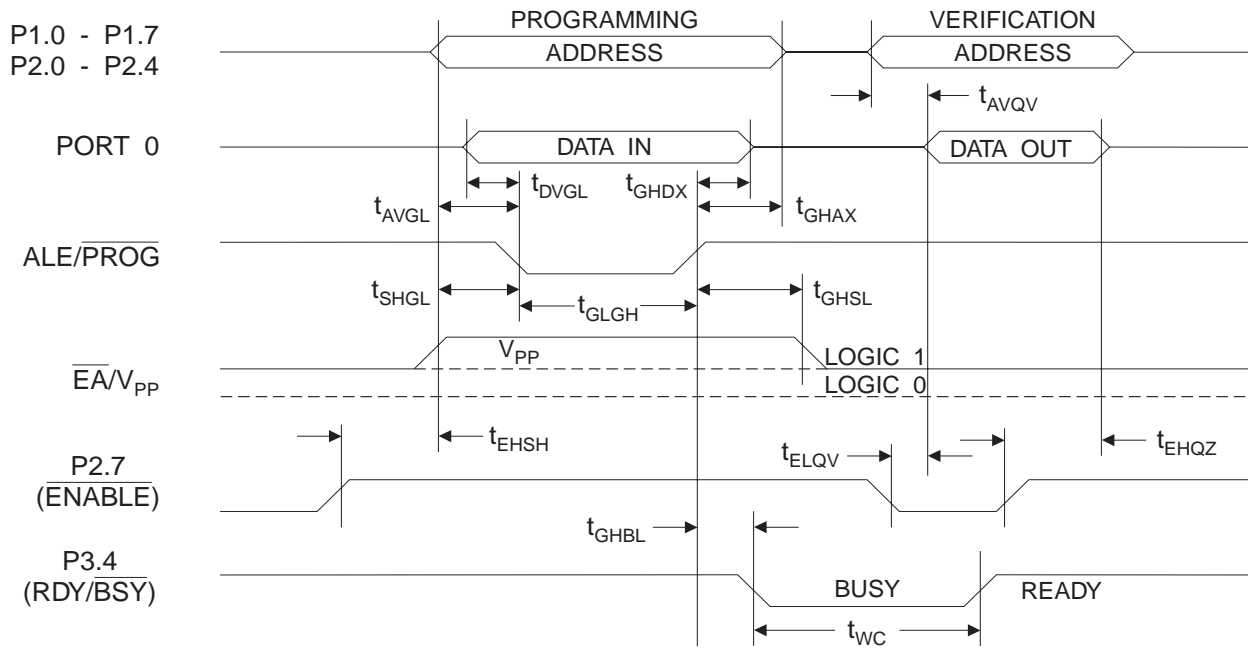 PROGRAMMING VERIFICATION
P1.0 - P1.7
P2.0 - P2.4
ADDRESS ADDRESS
tAVQV
PORT 0 DATA IN DATA OUT
tDVGL tGHDX
tAVGL tGHAX
ALE/PROG
tSHGL tGLGH tGHSL
EA/VPP VPP LOGIC 1
LOGIC 0
tEHSH tELQV tEHQZ
P2.7
(ENABLE)
tGHBL
P3.4
(RDY/BSY) BUSY READY
tWC